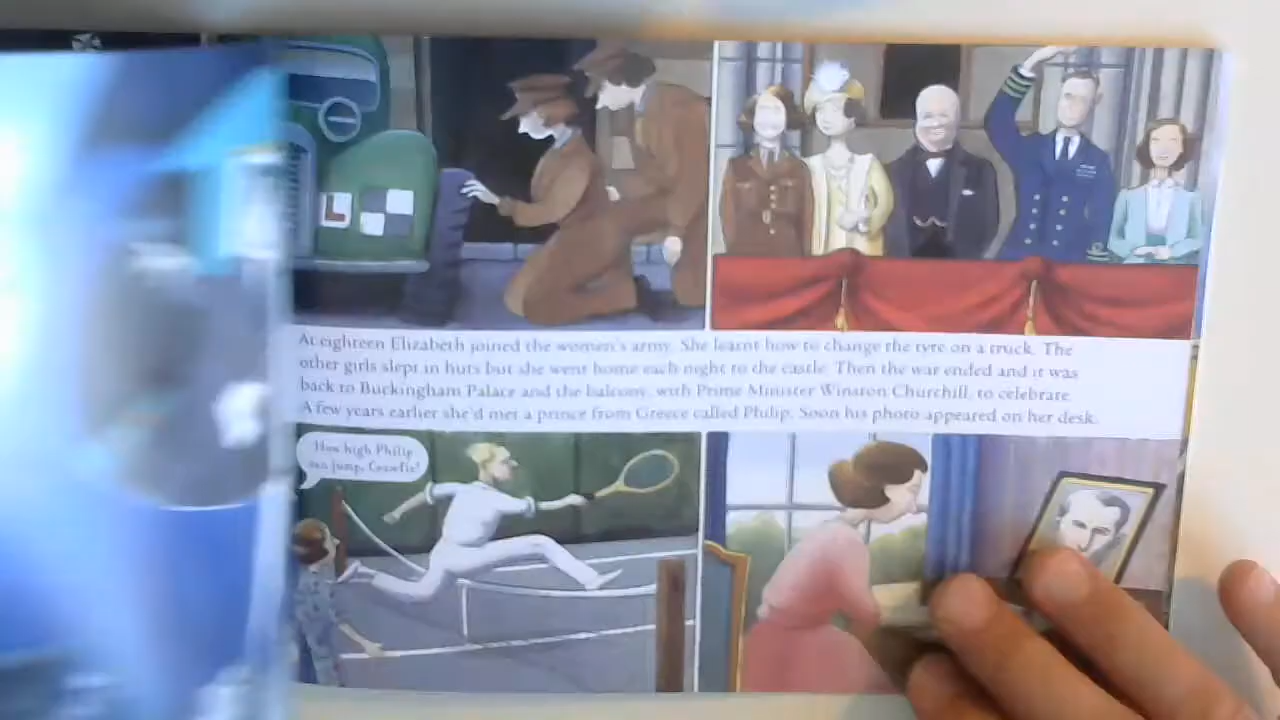 L
At eighteen Elizabeth joined the women's army. She learnt how to change the tyre on a truck. The
other girls slept in huts but she went home each night to the castle. Then the war ended and it was
back to Buckingham Palace and the balcony, with Prime Minister Winston Churchill, to celebrate.
A few years earlier she'd met a prince from Greece called Philip. Soon his photo appeared on her desk.
How high Philip
can jump, Crawfie!